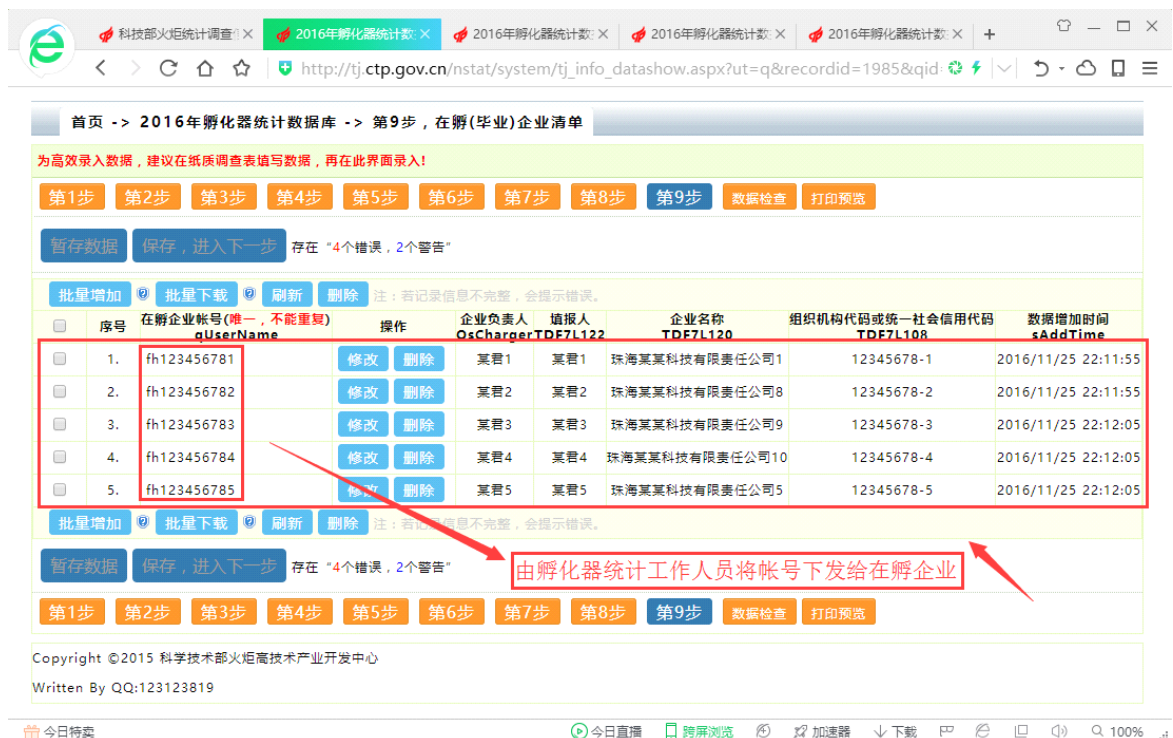 科技部火炬统计调查 2016年孵化器统计数 2016年孵化器统计数 2016年孵化器统计数 2016年孵化器统计数
http://tj.ctp.gov.cn/nstat/system/tj_info_datashow.aspx?ut=q&recordid=1985&qid
首页 -> 2016年孵化器统计数据库 -> 第9步，在孵(毕业)企业清单
为高效录入数据，建议在纸质调查表填写数据，再在此界面录入!
第1步 第2步 第3步 第4步 第5步 第6步 第7步 第8步 第9步 数据检查 打印预览
暂存数据 保存，进入下一步 存在 "4个错误，2个警告"
批量增加 批量下载 刷新 删除 注：若记录信息不完整，会提示错误。
序号 在孵企业帐号(唯一，不能重复) 操作 企业负责人 填报人 企业名称 组织机构代码或统一社会信用代码 数据增加时间
qUserName QsCharger TDF7L122 TDF7L120 TDF7L108 sAddTime
1. fh123456781 修改 删除 某君1 某君1 珠海某某科技有限责任公司1 12345678-1 2016/11/25 22:11:55
2. fh123456782 修改 删除 某君2 某君2 珠海某某科技有限责任公司8 12345678-2 2016/11/25 22:11:55
3. fh123456783 修改 删除 某君3 某君3 珠海某某科技有限责任公司9 12345678-3 2016/11/25 22:12:05
4. fh123456784 修改 删除 某君4 某君4 珠海某某科技有限责任公司10 12345678-4 2016/11/25 22:12:05
5. fh123456785 修改 删除 某君5 某君5 珠海某某科技有限责任公司5 12345678-5 2016/11/25 22:12:05
批量增加 批量下载 刷新 删除 注：若记录信息不完整，会提示错误。
暂存数据 保存，进入下一步 存在 "4个错误，2个警告"
由孵化器统计工作人员将帐号下发给在孵企业
第1步 第2步 第3步 第4步 第5步 第6步 第7步 第8步 第9步 数据检查 打印预览
Copyright ©2015 科学技术部火炬高技术产业开发中心
Written By QQ:123123819
今日特卖 今日直播 跨屏浏览 加速器 下载 100%